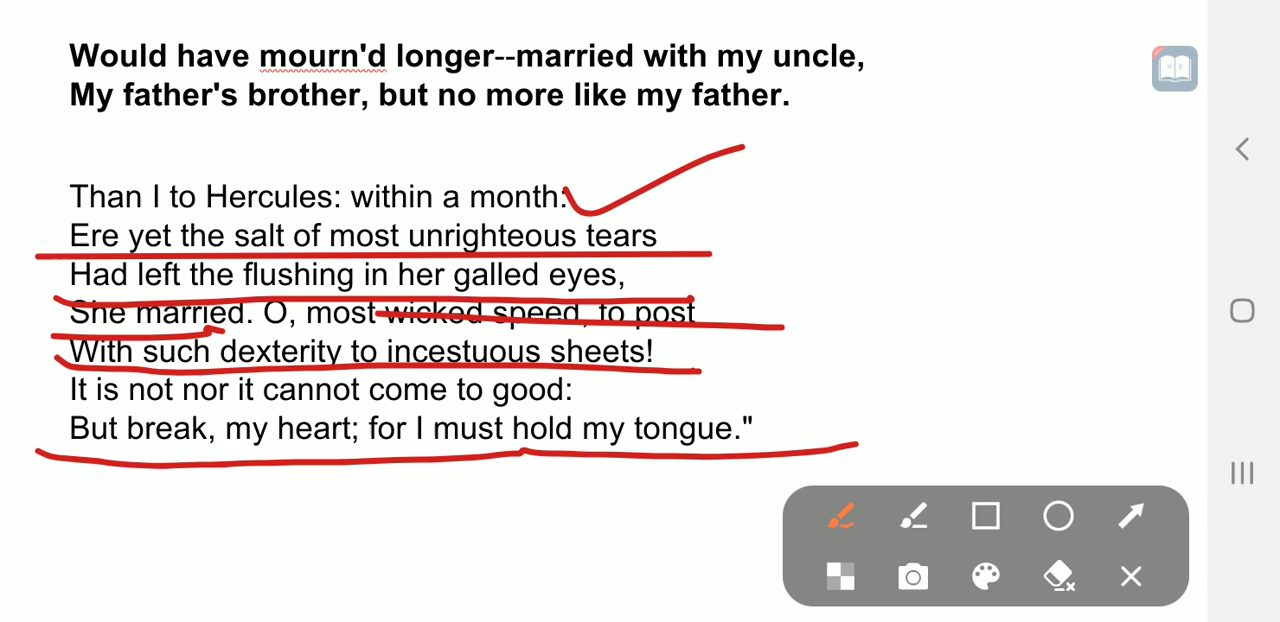 Would have mourn'd longer--married with my uncle,
My father's brother, but no more like my father.
Than I to Hercules: within a month:
Ere yet the salt of most unrighteous tears
Had left the flushing in her galled eyes,
She married. O, most wicked speed, to post
With such dexterity to incestuous sheets!
It is not nor it cannot come to good:
But break, my heart; for I must hold my tongue."